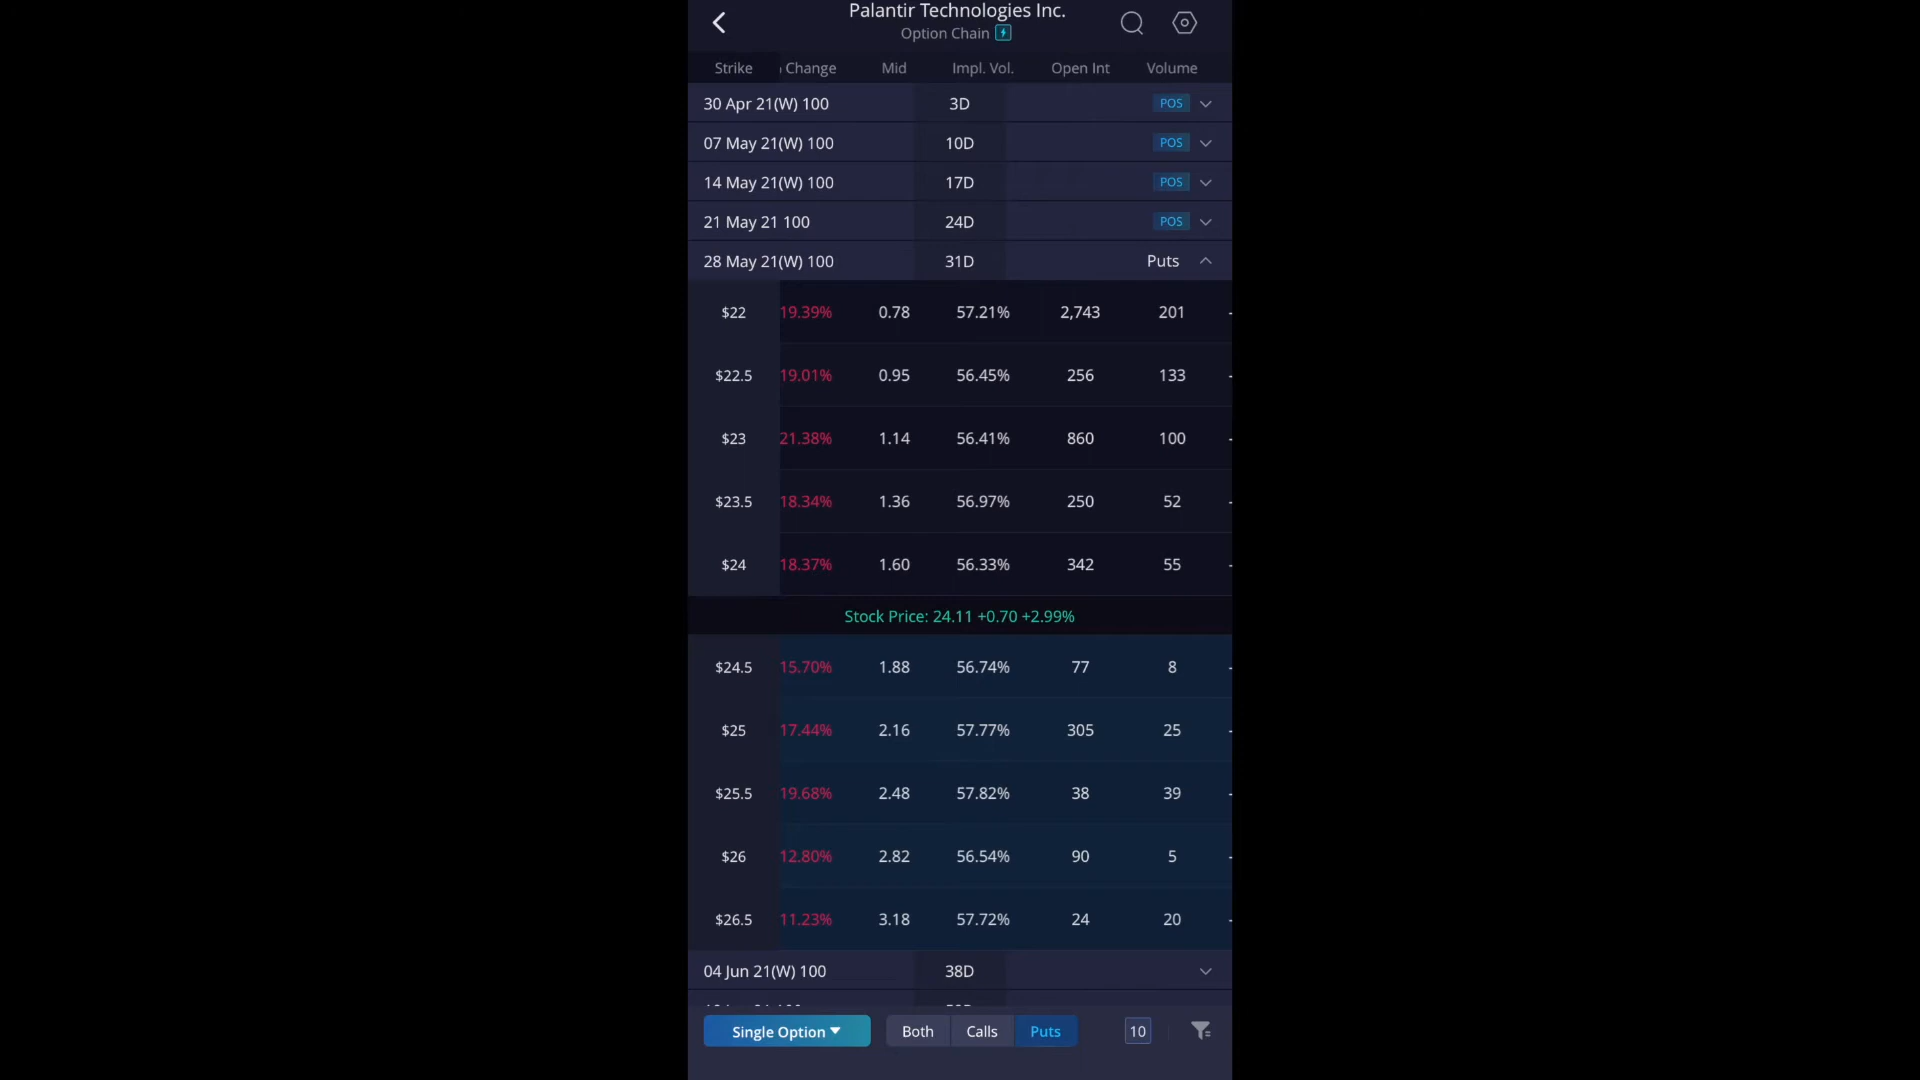 Palantir Technologies Inc.
Option Chain
Strike Change Mid Impl. Vol. Open Int Volume
30 Apr 21(W) 100 3D POS
07 May 21(W) 100 10D POS
14 May 21(W) 100 17D POS
21 May 21 100 24D POS
28 May 21(W) 100 31D Puts
$22 19.39% 0.78 57.21% 2,743 201 -
$22.5 19.01% 0.95 56.45% 256 133 -
$23 21.38% 1.14 56.41% 860 100 -
$23.5 18.34% 1.36 56.97% 250 52 -
$24 18.37% 1.60 56.33% 342 55 -
Stock Price: 24.11 +0.70 +2.99%
$24.5 15.70% 1.88 56.74% 77 8 -
$25 17.44% 2.16 57.77% 305 25 -
$25.5 19.68% 2.48 57.82% 38 39 -
$26 12.80% 2.82 56.54% 90 5 -
$26.5 11.23% 3.18 57.72% 24 20 -
04 Jun 21(W) 100 38D
Single Option Both Calls Puts 10